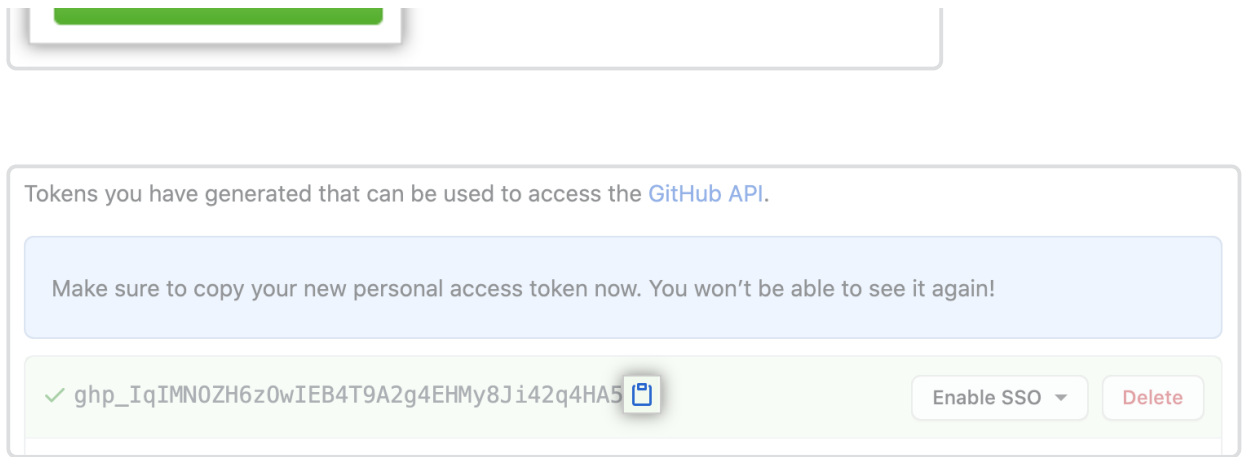 Tokens you have generated that can be used to access the GitHub API.
Make sure to copy your new personal access token now. You won’t be able to see it again!
ghp_IqIMNOZH6z0wIEB4T9A2g4EHMy8Ji42q4HA5
Enable SSO
Delete